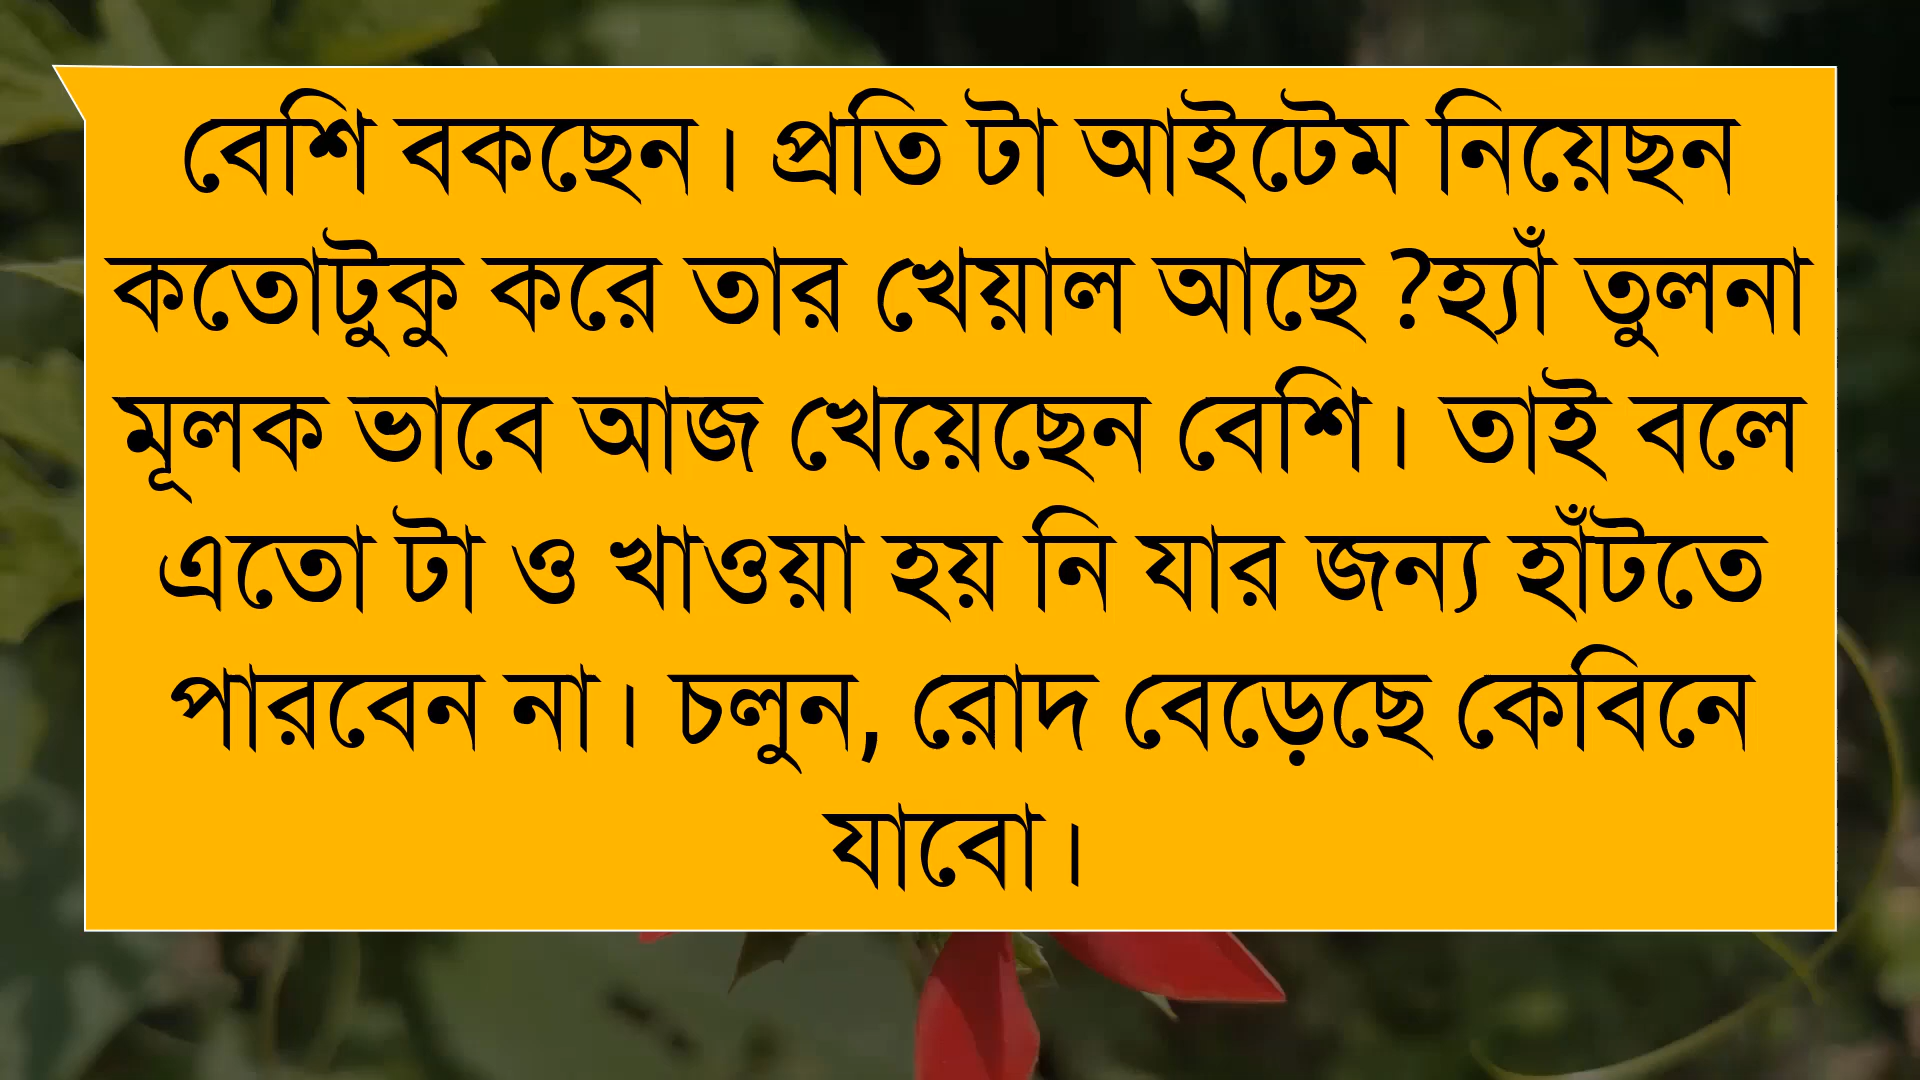 বেশি বকছেন। প্রতি টা আইটেম নিয়েছন
কতোটুকু করে তার খেয়াল আছে ?হ্যাঁ তুলনা
মূলক ভাবে আজ খেয়েছেন বেশি। তাই বলে
এতো টা ও খাওয়া হয় নি যার জন্য হাঁটতে
পারবেন না। চলুন, রোদ বেড়েছে কেবিনে
যাবো।